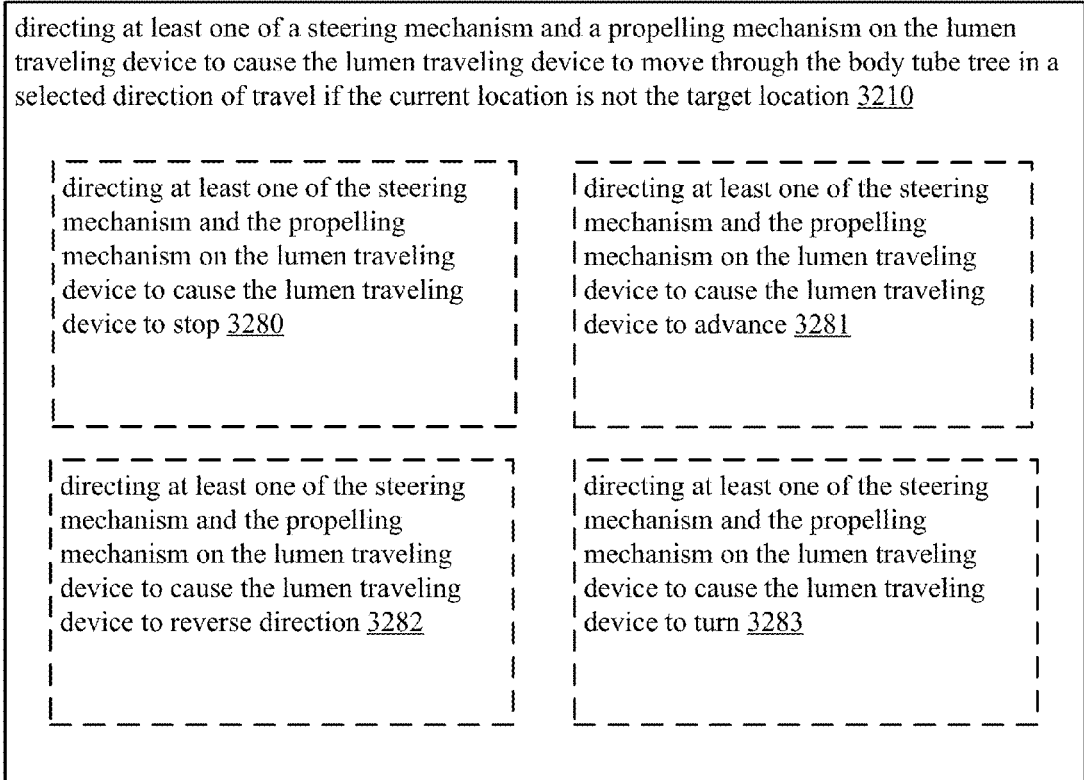 directing at least one of a steering mechanism and a propelling mechanism on the lumen
traveling device to cause the lumen traveling device to move through the body tube tree in a
selected direction of travel if the current location is not the target location 3210
directing at least one of the steering
mechanism and the propelling
mechanism on the lumen traveling
device to cause the lumen traveling
device to stop 3280
directing at least one of the steering
mechanism and the propelling
mechanism on the lumen traveling
device to cause the lumen traveling
device to advance 3281
directing at least one of the steering
mechanism and the propelling
mechanism on the lumen traveling
device to cause the lumen traveling
device to reverse direction 3282
directing at least one of the steering
mechanism and the propelling
mechanism on the lumen traveling
device to cause the lumen traveling
device to turn 3283